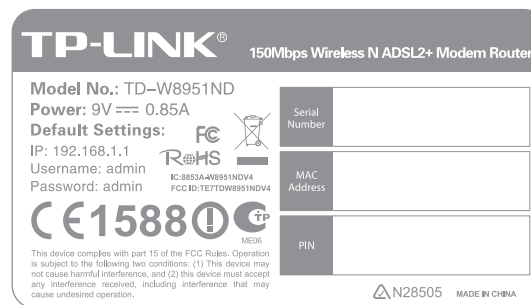 TP-LINK®
150Mbps Wireless N ADSL2+ Modem Router
Model No.: TD-W8951ND
Power: 9V⎓0.85A
Default Settings:
IP: 192.168.1.1
Username: admin
Password: admin
FC
RoHS
IC:8853A-W8951NDV4
FCC ID:TE7TDW8951NDV4
CE1588
TP
ME06
This device complies with part 15 of the FCC Rules. Operation
is subject to the following two conditions: (1) This device may
not cause harmful interference, and (2) this device must accept
any interference received, including interference that may
cause undesired operation.
Serial
Number
MAC
Address
PIN
N28505
MADE IN CHINA